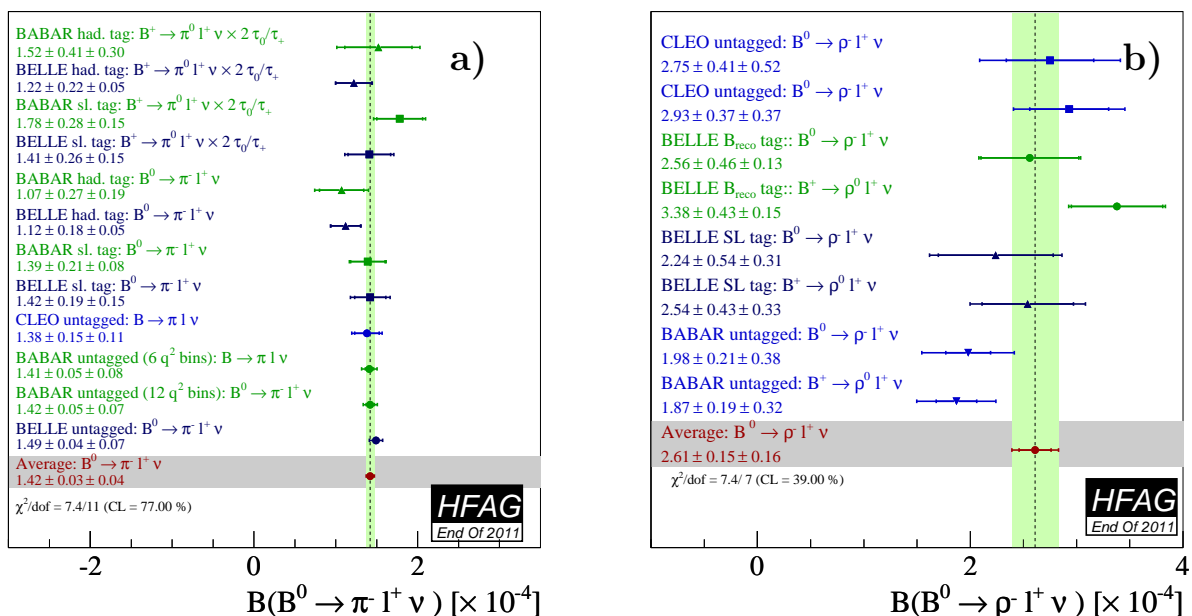 BABAR had. tag: B⁺ → π⁰ l⁺ ν × 2 τ₀/τ₊
1.52 ± 0.41 ± 0.30
BELLE had. tag: B⁺ → π⁰ l⁺ ν × 2 τ₀/τ₊
1.22 ± 0.22 ± 0.05
BABAR sl. tag: B⁺ → π⁰ l⁺ ν × 2 τ₀/τ₊
1.78 ± 0.28 ± 0.15
BELLE sl. tag: B⁺ → π⁰ l⁺ ν × 2 τ₀/τ₊
1.41 ± 0.26 ± 0.15
BABAR had. tag: B⁰ → π⁻ l⁺ ν
1.07 ± 0.27 ± 0.19
BELLE had. tag: B⁰ → π⁻ l⁺ ν
1.12 ± 0.18 ± 0.05
BABAR sl. tag: B⁰ → π⁻ l⁺ ν
1.39 ± 0.21 ± 0.08
BELLE sl. tag: B⁰ → π⁻ l⁺ ν
1.42 ± 0.19 ± 0.15
CLEO untagged: B → π l ν
1.38 ± 0.15 ± 0.11
BABAR untagged (6 q² bins): B → π l ν
1.41 ± 0.05 ± 0.08
BABAR untagged (12 q² bins): B⁰ → π⁻ l⁺ ν
1.42 ± 0.05 ± 0.07
BELLE untagged: B⁰ → π⁻ l⁺ ν
1.49 ± 0.04 ± 0.07
Average: B⁰ → π⁻ l⁺ ν
1.42 ± 0.03 ± 0.04
χ²/dof = 7.4/11 (CL = 77.00 %)
a)
HFAG
End Of 2011
-2 0 2
B(B⁰ → π⁻ l⁺ ν ) [× 10⁻⁴]
CLEO untagged: B⁰ → ρ⁻ l⁺ ν
2.75 ± 0.41 ± 0.52
CLEO untagged: B⁰ → ρ⁻ l⁺ ν
2.93 ± 0.37 ± 0.37
BELLE B_reco tag:: B⁰ → ρ⁻ l⁺ ν
2.56 ± 0.46 ± 0.13
BELLE B_reco tag:: B⁺ → ρ⁰ l⁺ ν
3.38 ± 0.43 ± 0.15
BELLE SL tag: B⁰ → ρ⁻ l⁺ ν
2.24 ± 0.54 ± 0.31
BELLE SL tag: B⁺ → ρ⁰ l⁺ ν
2.54 ± 0.43 ± 0.33
BABAR untagged: B⁰ → ρ⁻ l⁺ ν
1.98 ± 0.21 ± 0.38
BABAR untagged: B⁺ → ρ⁰ l⁺ ν
1.87 ± 0.19 ± 0.32
Average: B⁰ → ρ⁻ l⁺ ν
2.61 ± 0.15 ± 0.16
χ²/dof = 7.4/ 7 (CL = 39.00 %)
b)
HFAG
End Of 2011
0 2 4
B(B⁰ → ρ⁻ l⁺ ν ) [× 10⁻⁴]